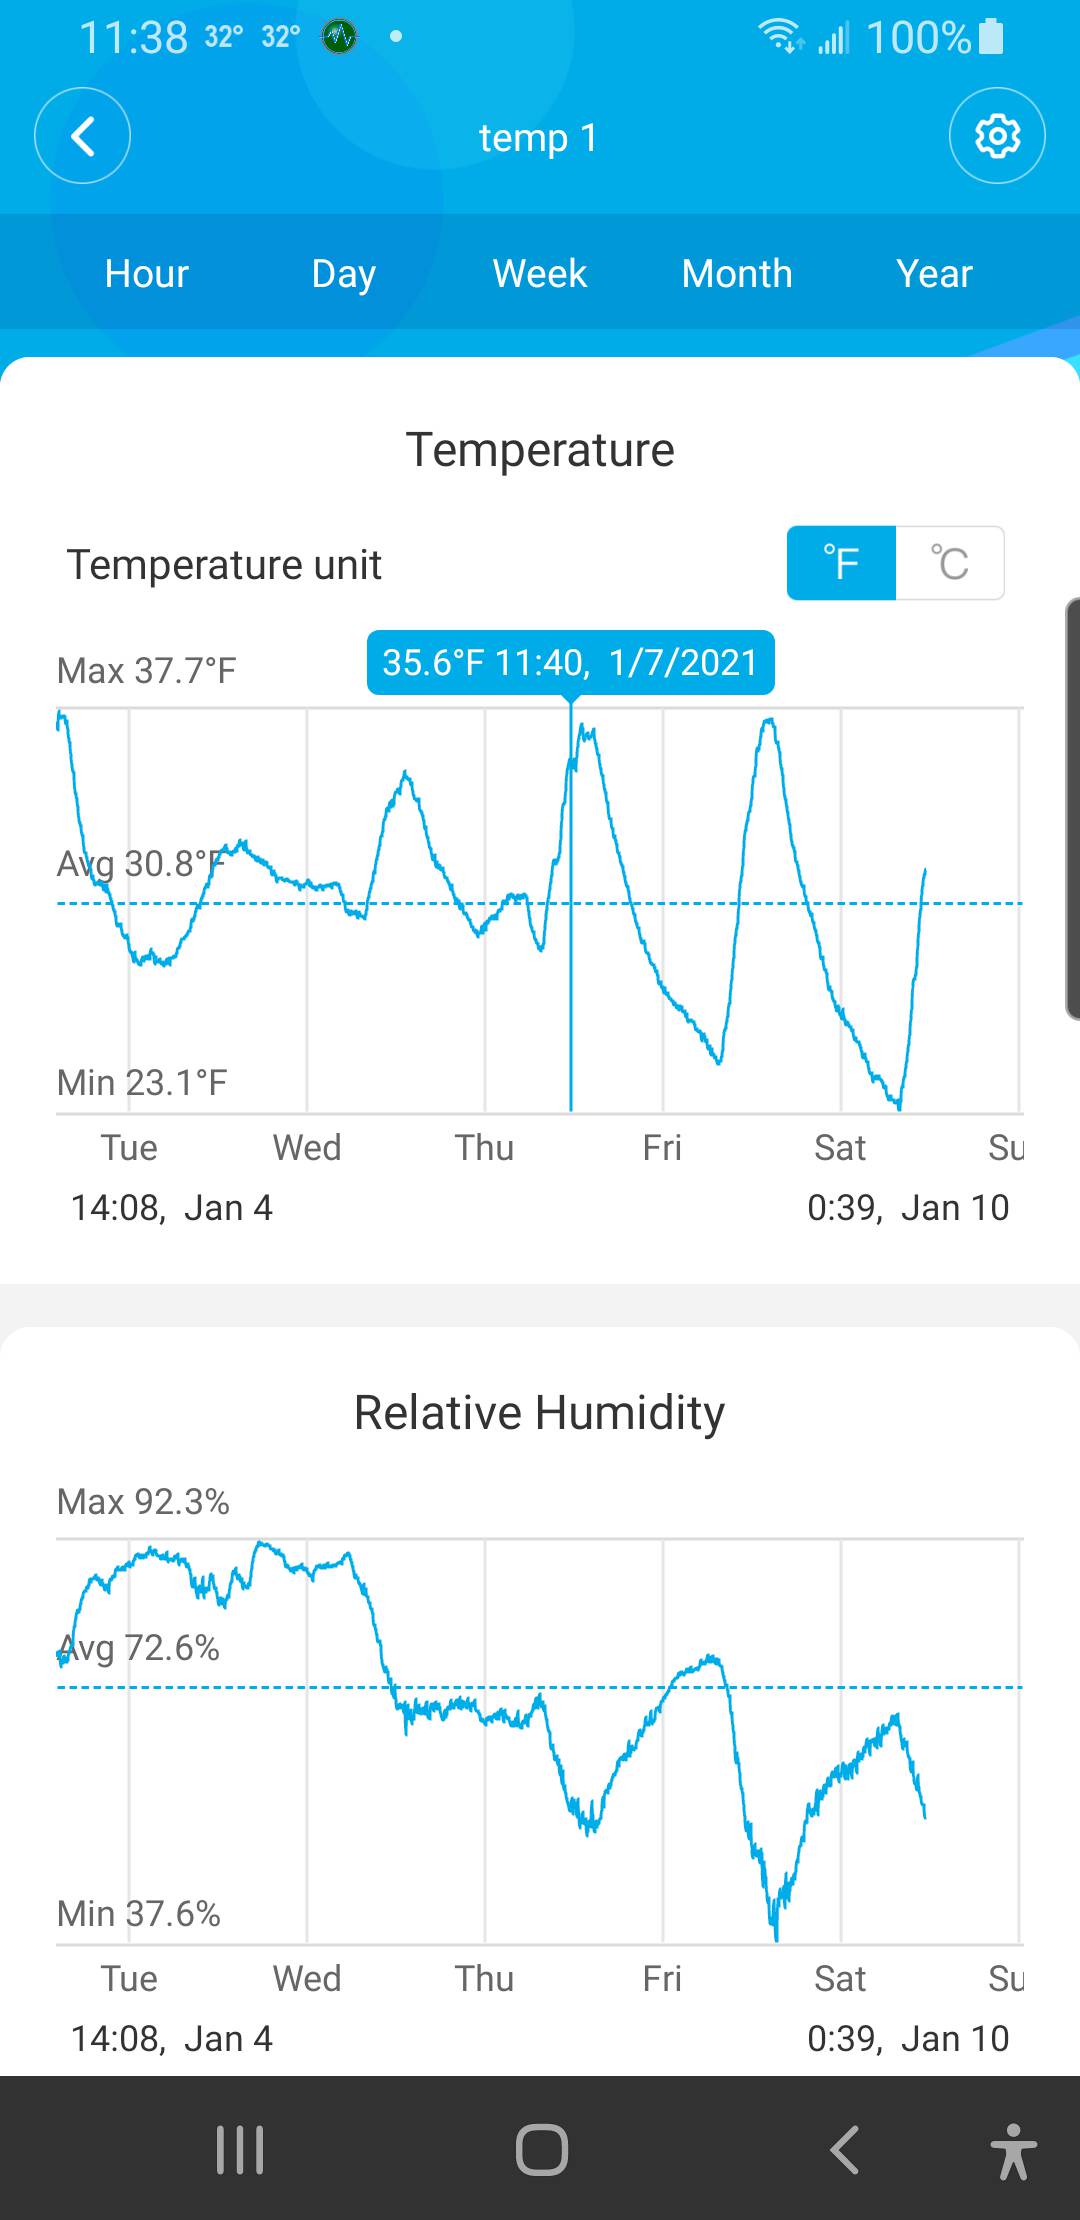 11:38 32° 32° 100%
temp 1
Hour Day Week Month Year
Temperature
Temperature unit °F °C
35.6°F 11:40, 1/7/2021
Max 37.7°F
Avg 30.8°F
Min 23.1°F
Tue Wed Thu Fri Sat Su
14:08, Jan 4 0:39, Jan 10
Relative Humidity
Max 92.3%
Avg 72.6%
Min 37.6%
Tue Wed Thu Fri Sat Su
14:08, Jan 4 0:39, Jan 10